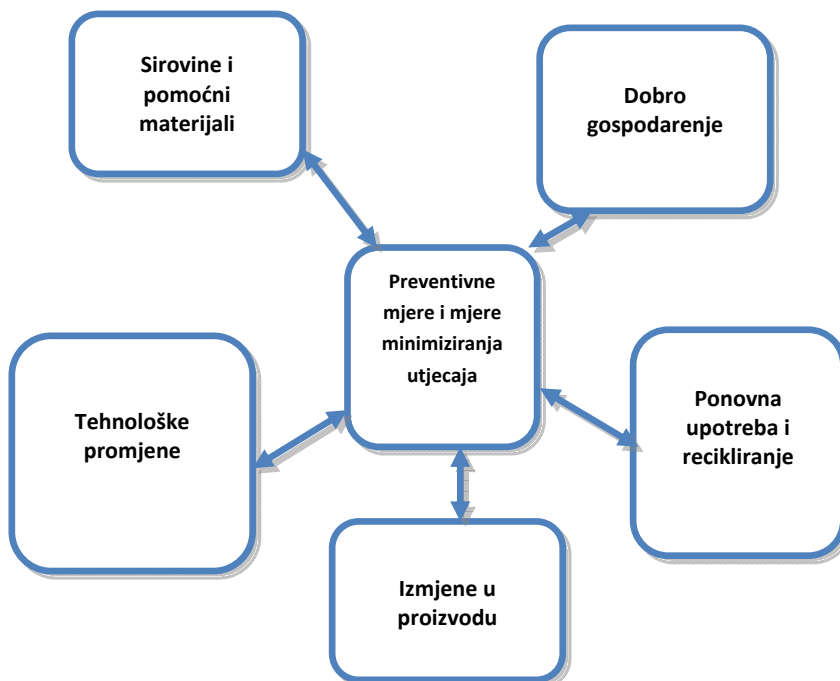 Sirovine i
pomoćni
materijali
Dobro
gospodarenje
Preventivne
mjere i mjere
minimiziranja
utjecaja
Tehnološke
promjene
Ponovna
upotreba i
recikliranje
Izmjene u
proizvodu